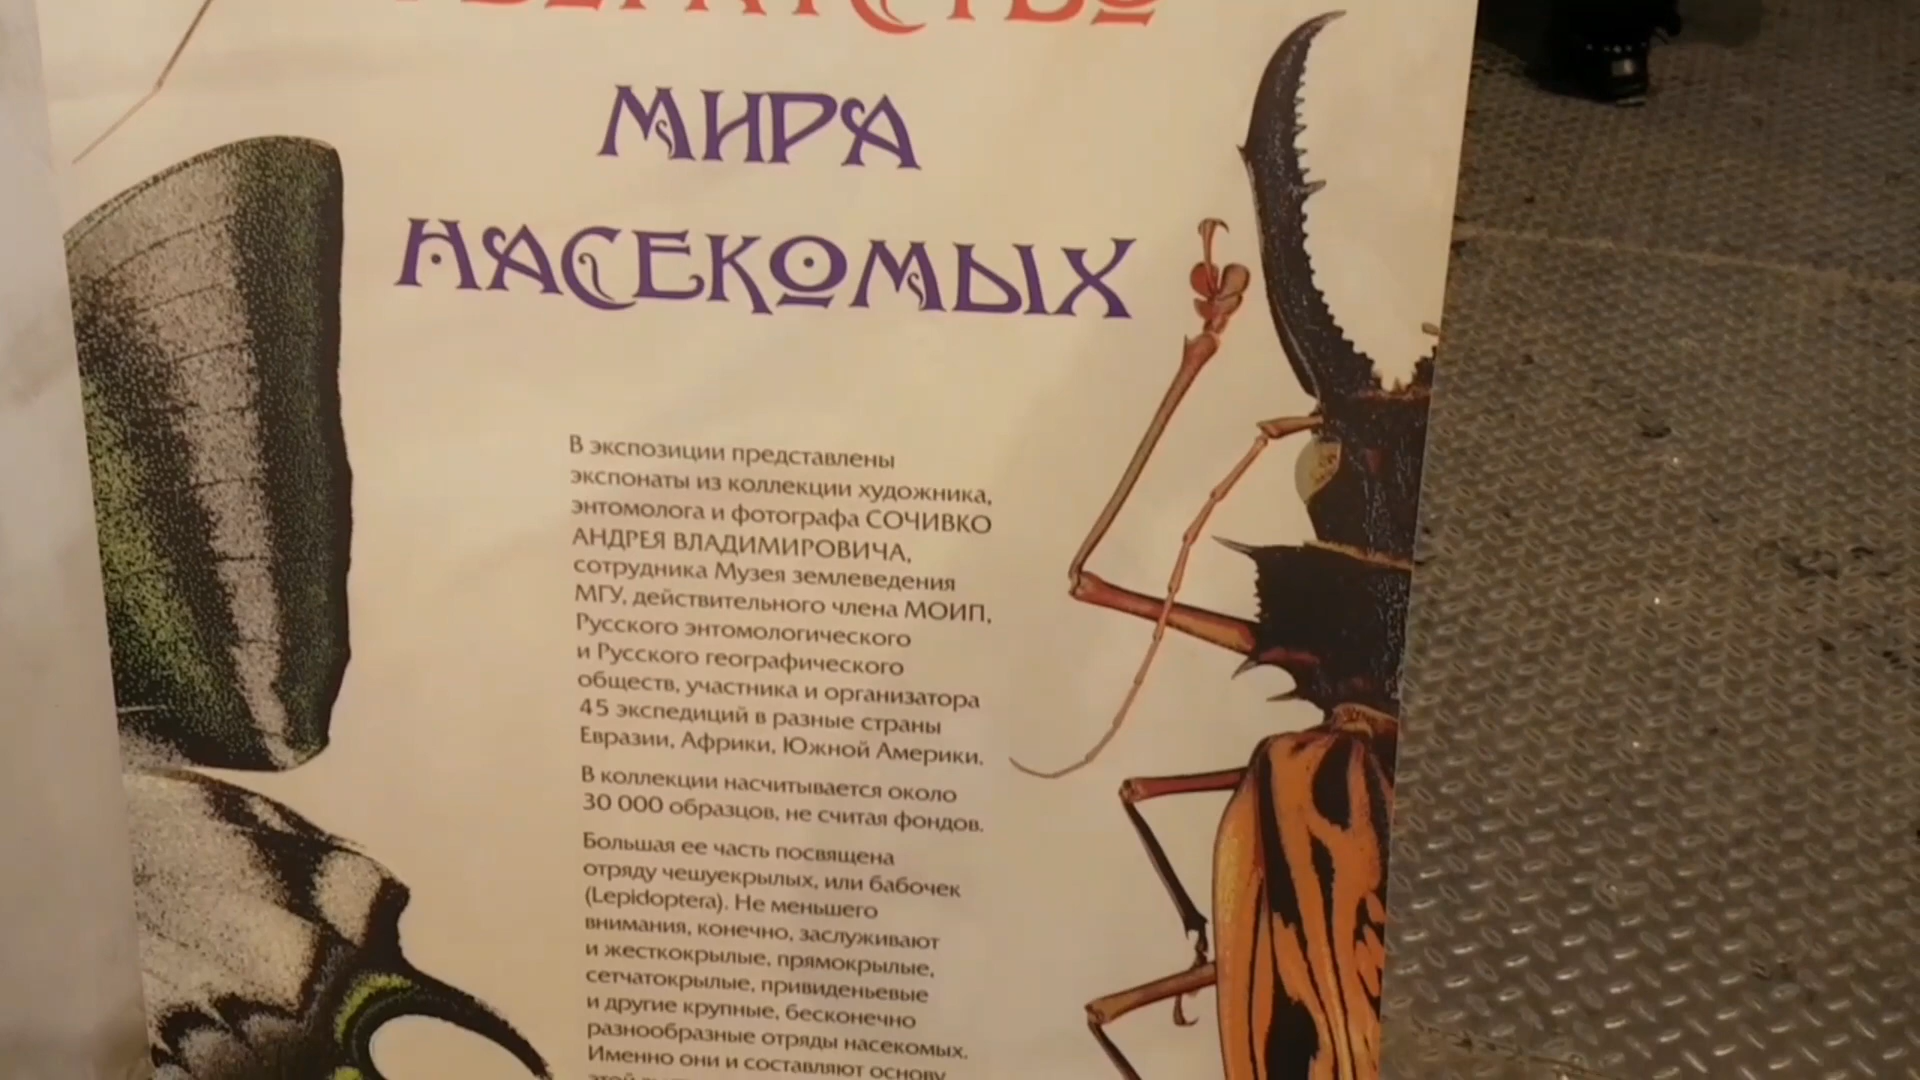 МИРА
НАСЕКОМЫХ
В экспозиции представлены
экспонаты из коллекции художника,
энтомолога и фотографа СОЧИВКО
АНДРЕЯ ВЛАДИМИРОВИЧА,
сотрудника Музея землеведения
МГУ, действительного члена МОИП,
Русского энтомологического
и Русского географического
обществ, участника и организатора
45 экспедиций в разные страны
Евразии, Африки, Южной Америки.
В коллекции насчитывается около
30 000 образцов, не считая фондов.
Большая ее часть посвящена
отряду чешуекрылых, или бабочек
(Lepidoptera). Не меньшего
внимания, конечно, заслуживают
и жесткокрылые, прямокрылые,
сетчатокрылые, привиденьевые
и другие крупные, бесконечно
разнообразные отряды насекомых.
Именно они и составляют основу